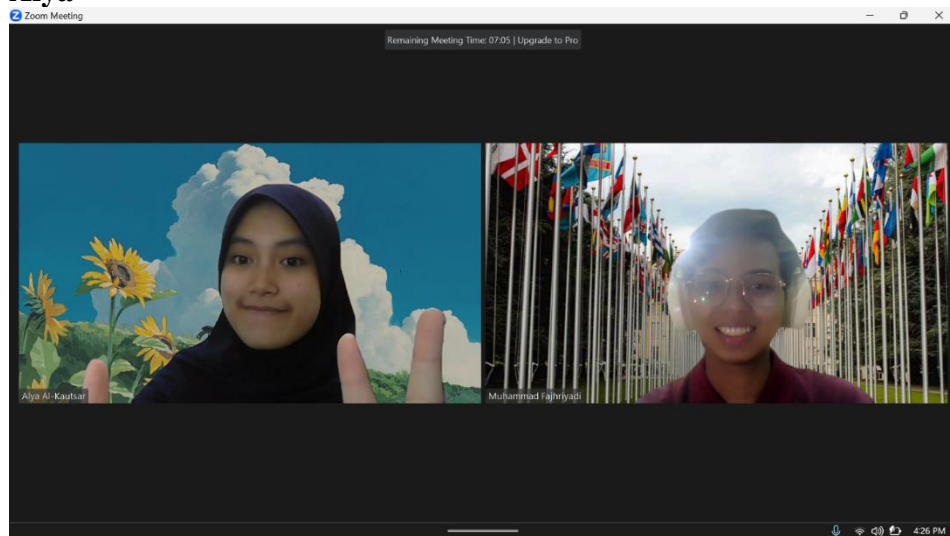 Zoom Meeting
Remaining Meeting Time: 07:05 | Upgrade to Pro
Alya Al-Kautsar
Muhammad Fajhriyadi
4:26 PM